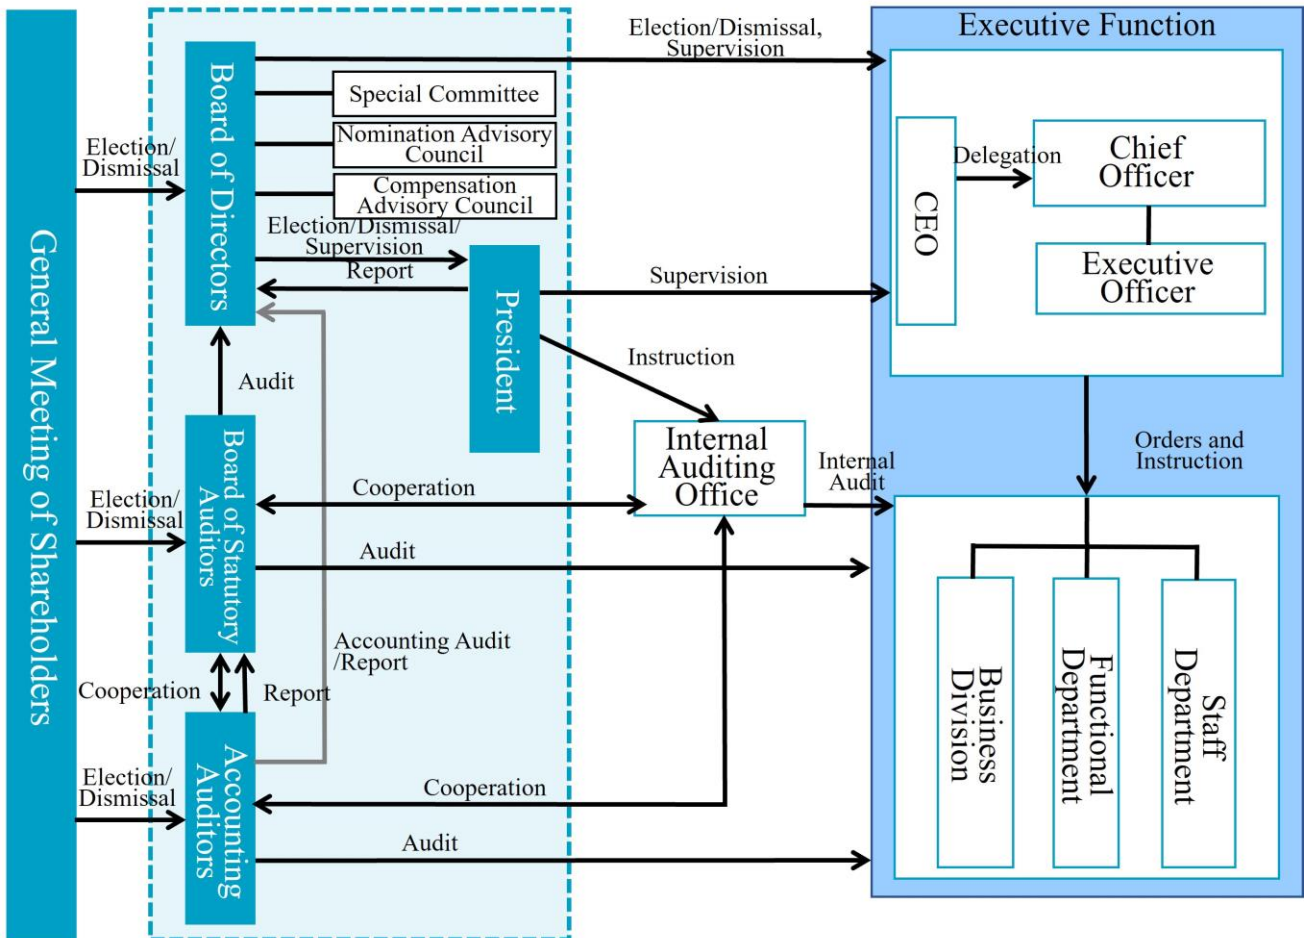 General Meeting of Shareholders
Election/
Dismissal
Election/
Dismissal
Election/
Dismissal
Board of Directors
Special Committee
Nomination Advisory
Council
Compensation
Advisory Council
Election/Dismissal/
Supervision
Report
President
Audit
Board of Statutory
Auditors
Cooperation
Audit
Cooperation
Report
Accounting Audit
/Report
Accounting
Auditors
Cooperation
Audit
Election/Dismissal,
Supervision
Supervision
Instruction
Internal
Auditing
Office
Internal
Audit
Executive Function
CEO
Delegation
Chief
Officer
Executive
Officer
Orders and
Instruction
Business
Division
Functional
Department
Staff
Department